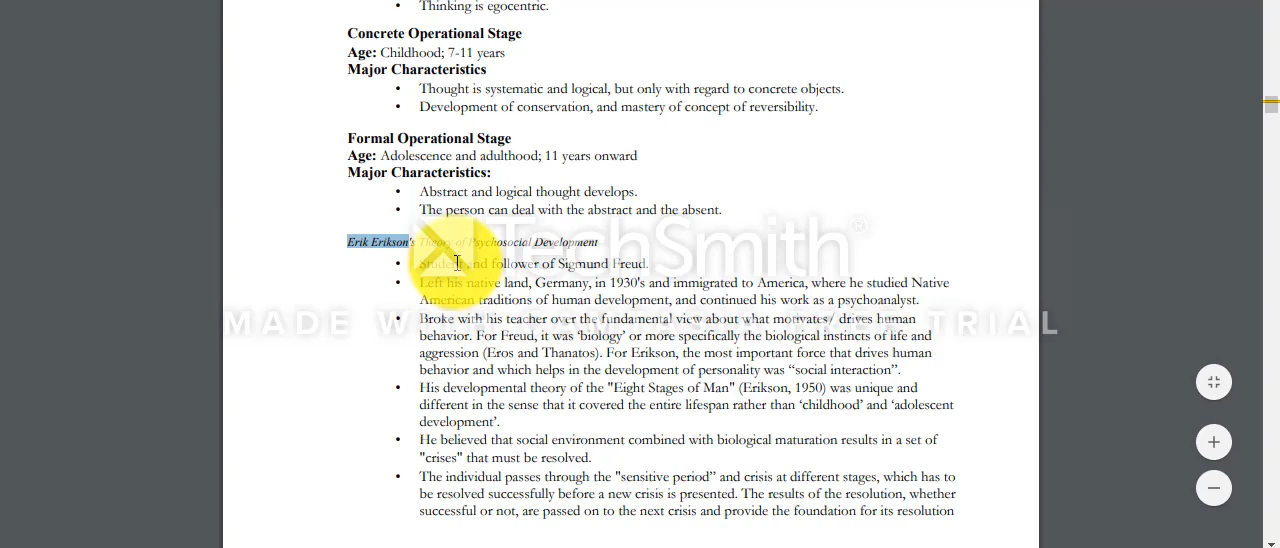 • Thinking is egocentric.
Concrete Operational Stage
Age: Childhood; 7-11 years
Major Characteristics
• Thought is systematic and logical, but only with regard to concrete objects.
• Development of conservation, and mastery of concept of reversibility.
Formal Operational Stage
Age: Adolescence and adulthood; 11 years onward
Major Characteristics:
• Abstract and logical thought develops.
• The person can deal with the abstract and the absent.
TechSmith®
Erik Erikson's Theory of Psychosocial Development
• Student and follower of Sigmund Freud.
• Left his native land, Germany, in 1930's and immigrated to America, where he studied Native
American traditions of human development, and continued his work as a psychoanalyst.
MADE WITH CAMTASIA FREE TRIAL
• Broke with his teacher over the fundamental view about what motivates/ drives human
behavior. For Freud, it was ‘biology’ or more specifically the biological instincts of life and
aggression (Eros and Thanatos). For Erikson, the most important force that drives human
behavior and which helps in the development of personality was “social interaction”.
• His developmental theory of the "Eight Stages of Man" (Erikson, 1950) was unique and
different in the sense that it covered the entire lifespan rather than ‘childhood’ and ‘adolescent
development’.
• He believed that social environment combined with biological maturation results in a set of
"crises" that must be resolved.
• The individual passes through the "sensitive period” and crisis at different stages, which has to
be resolved successfully before a new crisis is presented. The results of the resolution, whether
successful or not, are passed on to the next crisis and provide the foundation for its resolution